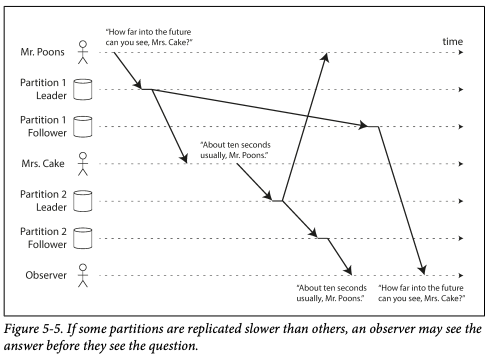 "How far into the future
can you see, Mrs. Cake?"
time
Mr. Poons
Partition 1
Leader
Partition 1
Follower
"About ten seconds
usually, Mr. Poons."
Mrs. Cake
Partition 2
Leader
Partition 2
Follower
Observer
"About ten seconds
usually, Mr. Poons."
"How far into the future
can you see, Mrs. Cake?"
Figure 5-5. If some partitions are replicated slower than others, an observer may see the
answer before they see the question.